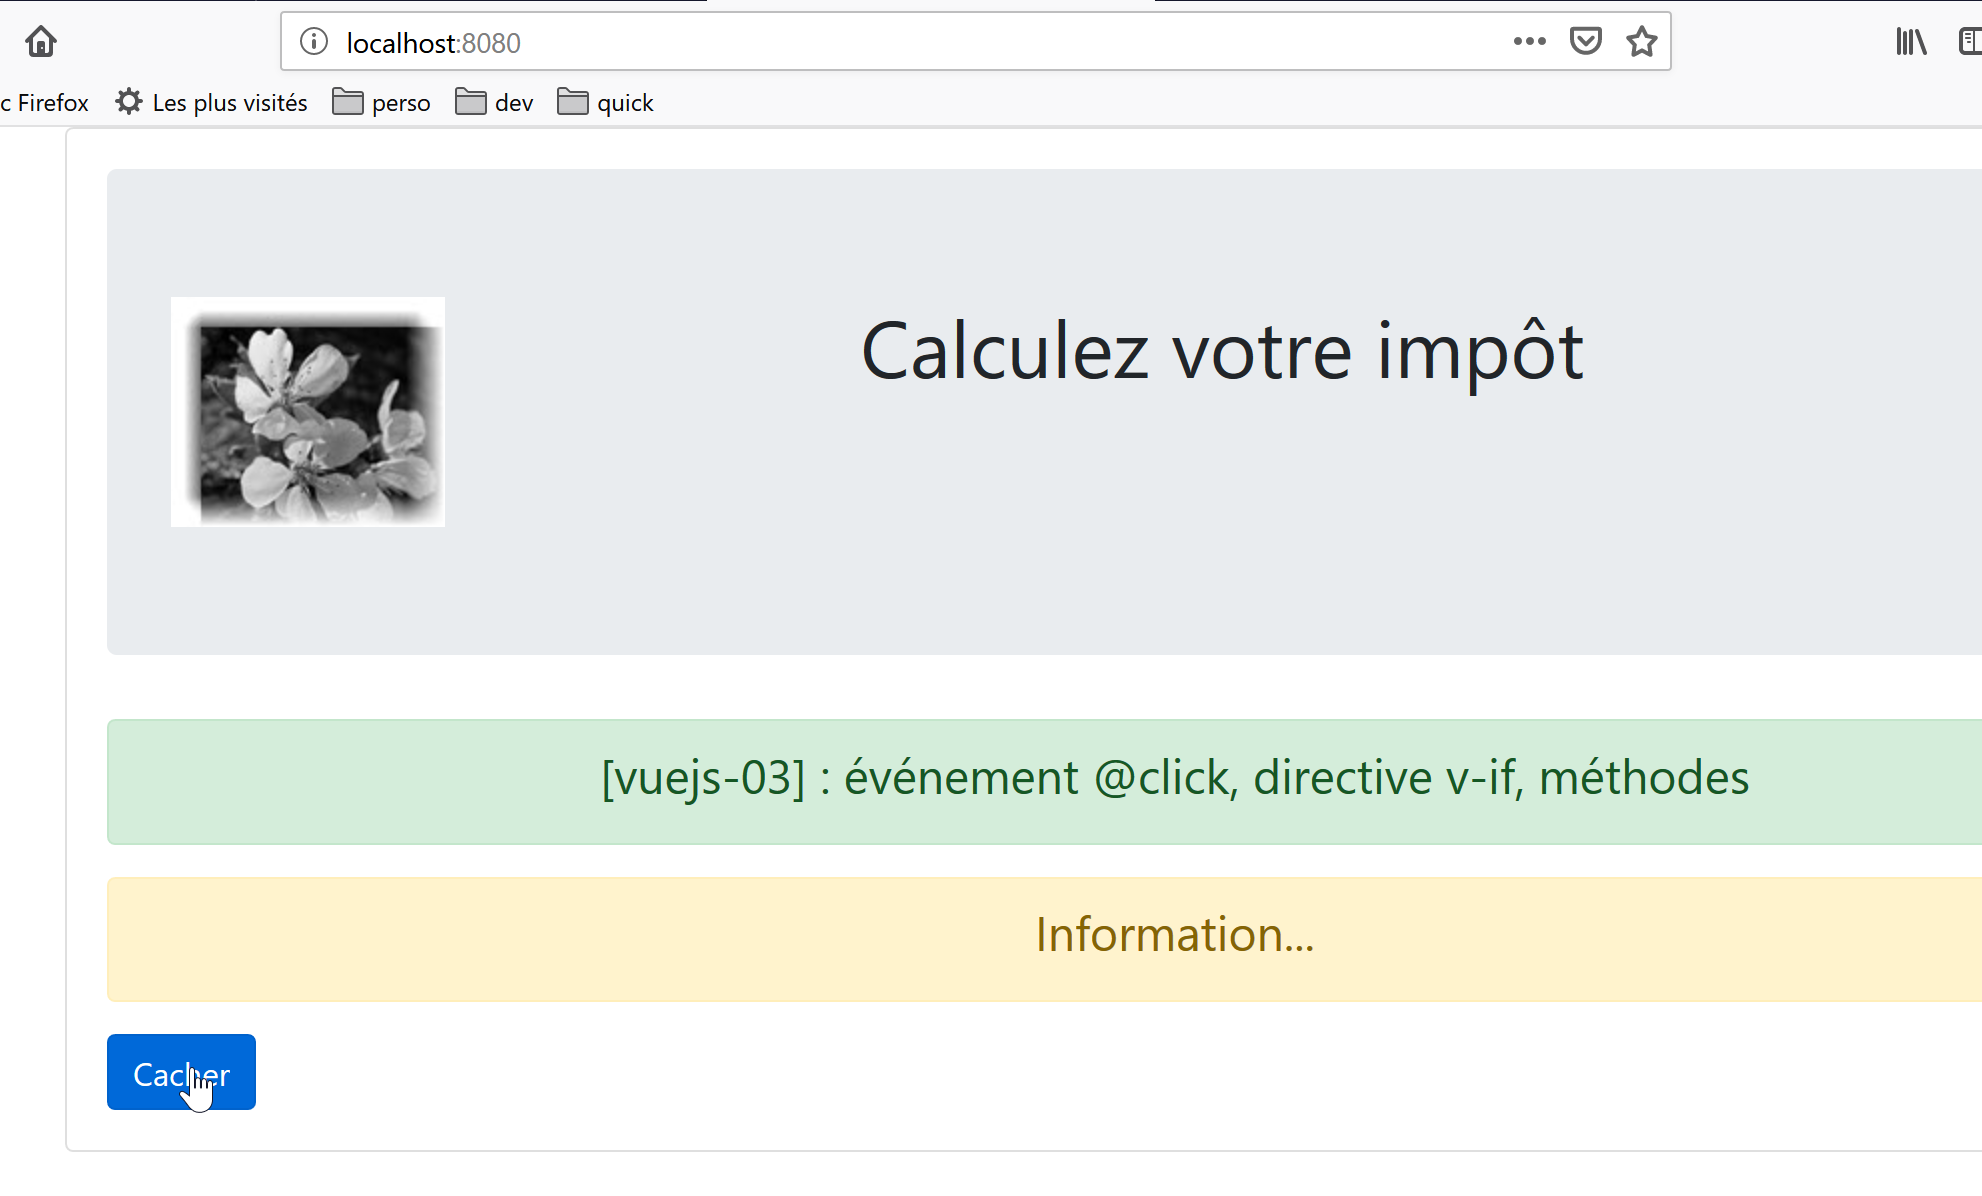 localhost:8080
c Firefox Les plus visités perso dev quick
Calculez votre impôt
[vuejs-03] : événement @click, directive v-if, méthodes
Information...
Cacher